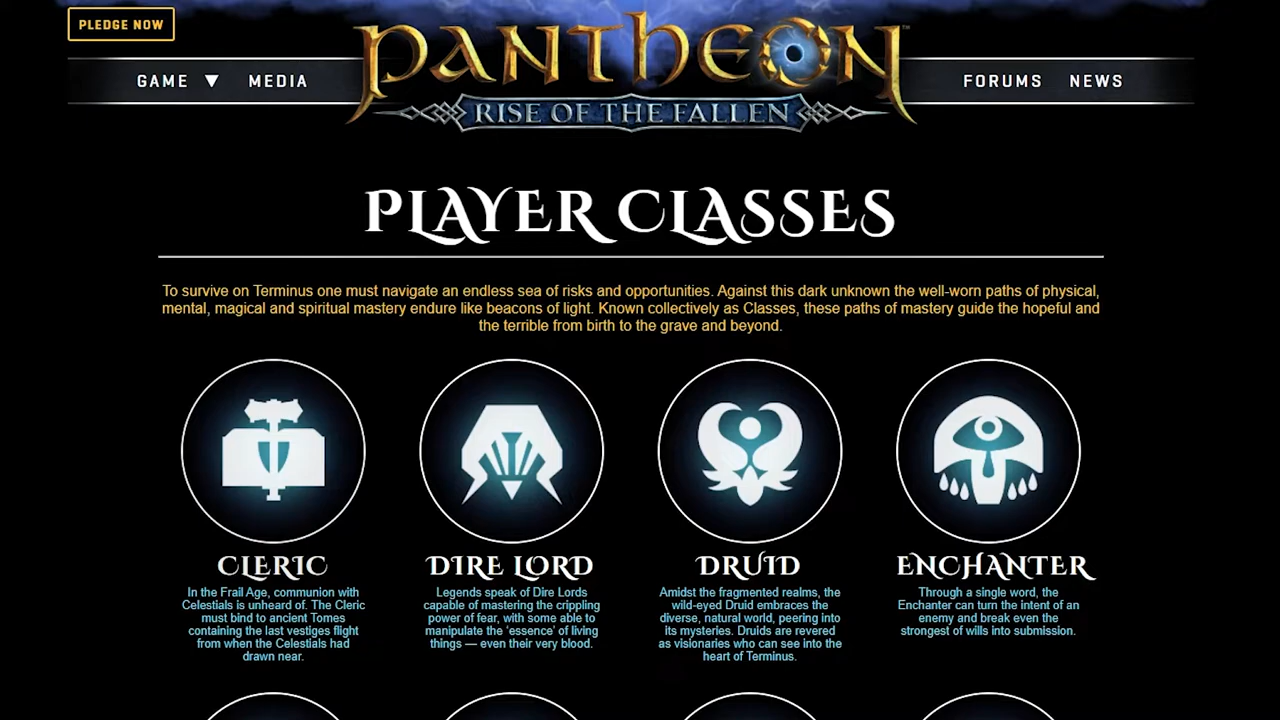 PLEDGE NOW
GAME ▼ MEDIA
PANTHEON™
RISE OF THE FALLEN
FORUMS NEWS
PLAYER CLASSES
To survive on Terminus one must navigate an endless sea of risks and opportunities. Against this dark unknown the well-worn paths of physical,
mental, magical and spiritual mastery endure like beacons of light. Known collectively as Classes, these paths of mastery guide the hopeful and
the terrible from birth to the grave and beyond.
CLERIC
In the Frail Age, communion with
Celestials is unheard of. The Cleric
must bind to ancient Tomes
containing the last vestiges flight
from when the Celestials had
drawn near.
DIRE LORD
Legends speak of Dire Lords
capable of mastering the crippling
power of fear, with some able to
manipulate the 'essence' of living
things — even their very blood.
DRUID
Amidst the fragmented realms, the
wild-eyed Druid embraces the
diverse, natural world, peering into
its mysteries. Druids are revered
as visionaries who can see into the
heart of Terminus.
ENCHANTER
Through a single word, the
Enchanter can turn the intent of an
enemy and break even the
strongest of wills into submission.